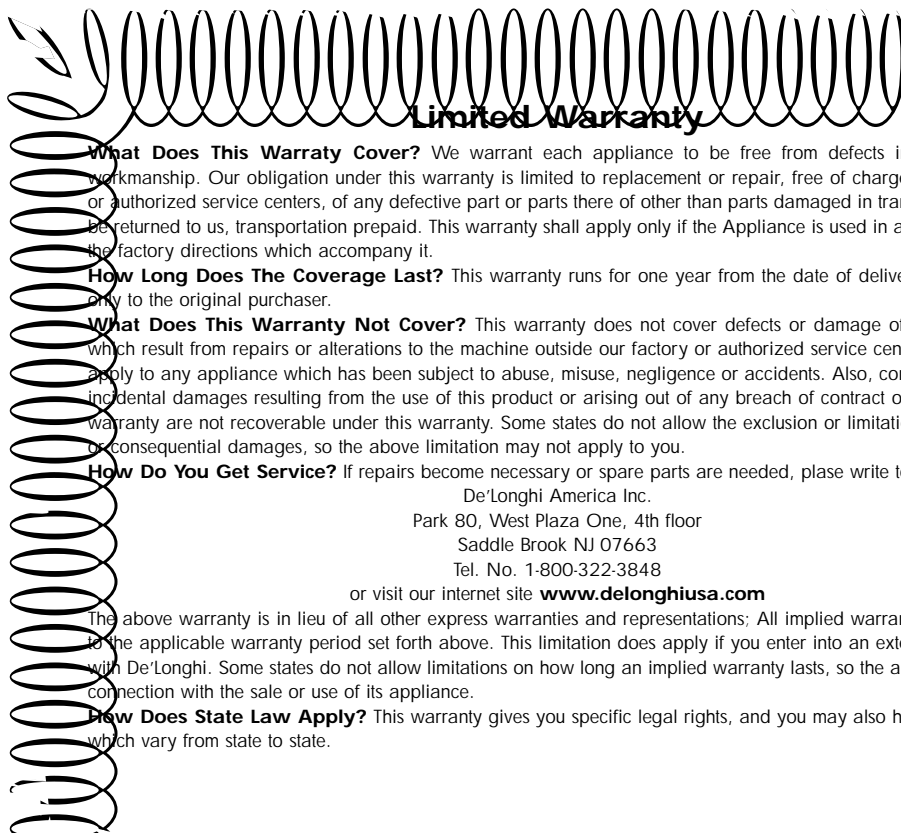 Limited Warranty
What Does This Warraty Cover? We warrant each appliance to be free from defects
workmanship. Our obligation under this warranty is limited to replacement or repair, free of
or authorized service centers, of any defective part or parts there of other than parts damaged in
be returned to us, transportation prepaid. This warranty shall apply only if the Appliance is used in
the factory directions which accompany it.
How Long Does The Coverage Last? This warranty runs for one year from the date of
only to the original purchaser.
What Does This Warranty Not Cover? This warranty does not cover defects or damage
which result from repairs or alterations to the machine outside our factory or authorized service
apply to any appliance which has been subject to abuse, misuse, negligence or accidents. Also,
incidental damages resulting from the use of this product or arising out of any breach of contract
warranty are not recoverable under this warranty. Some states do not allow the exclusion or
or consequential damages, so the above limitation may not apply to you.
How Do You Get Service? If repairs become necessary or spare parts are needed, plase write
De'Longhi America Inc.
Park 80, West Plaza One, 4th floor
Saddle Brook NJ 07663
Tel. No. 1-800-322-3848
or visit our internet site www.delonghiusa.com
The above warranty is in lieu of all other express warranties and representations; All implied
to the applicable warranty period set forth above. This limitation does apply if you enter into an
with De'Longhi. Some states do not allow limitations on how long an implied warranty lasts, so the
connection with the sale or use of its appliance.
How Does State Law Apply? This warranty gives you specific legal rights, and you may also
which vary from state to state.